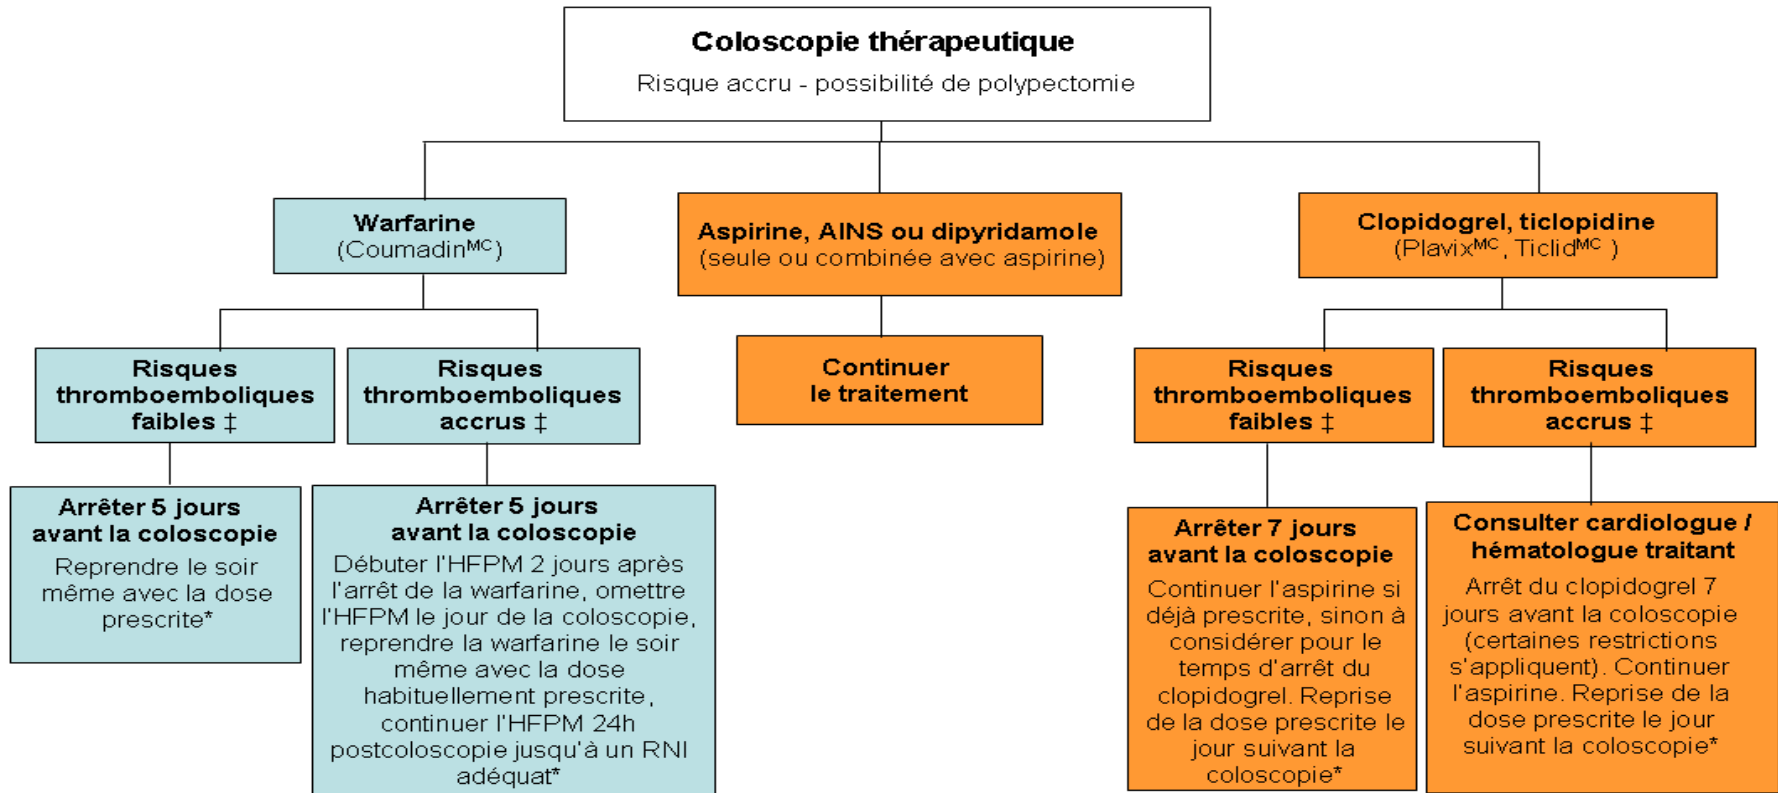 Coloscopie thérapeutique
Risque accru - possibilité de polypectomie
Warfarine
(Coumadinᴹᶜ)
Aspirine, AINS ou dipyridamole
(seule ou combinée avec aspirine)
Clopidogrel, ticlopidine
(Plavixᴹᶜ, Ticlidᴹᶜ )
Risques
thromboemboliques
faibles ‡
Risques
thromboemboliques
accrus ‡
Continuer
le traitement
Risques
thromboemboliques
faibles ‡
Risques
thromboemboliques
accrus ‡
Arrêter 5 jours
avant la coloscopie
Reprendre le soir
même avec la dose
prescrite*
Arrêter 5 jours
avant la coloscopie
Débuter l'HFPM 2 jours après
l'arrêt de la warfarine, omettre
l'HFPM le jour de la coloscopie,
reprendre la warfarine le soir
même avec la dose
habituellement prescrite,
continuer l'HFPM 24h
postcoloscopie jusqu'à un RNI
adéquat*
Arrêter 7 jours
avant la coloscopie
Continuer l'aspirine si
déjà prescrite, sinon à
considérer pour le
temps d'arrêt du
clopidogrel. Reprise
de la dose prescrite le
jour suivant la
coloscopie*
Consulter cardiologue /
hématologue traitant
Arrêt du clopidogrel 7
jours avant la coloscopie
(certaines restrictions
s'appliquent). Continuer
l'aspirine. Reprise de la
dose prescrite le jour
suivant la coloscopie*